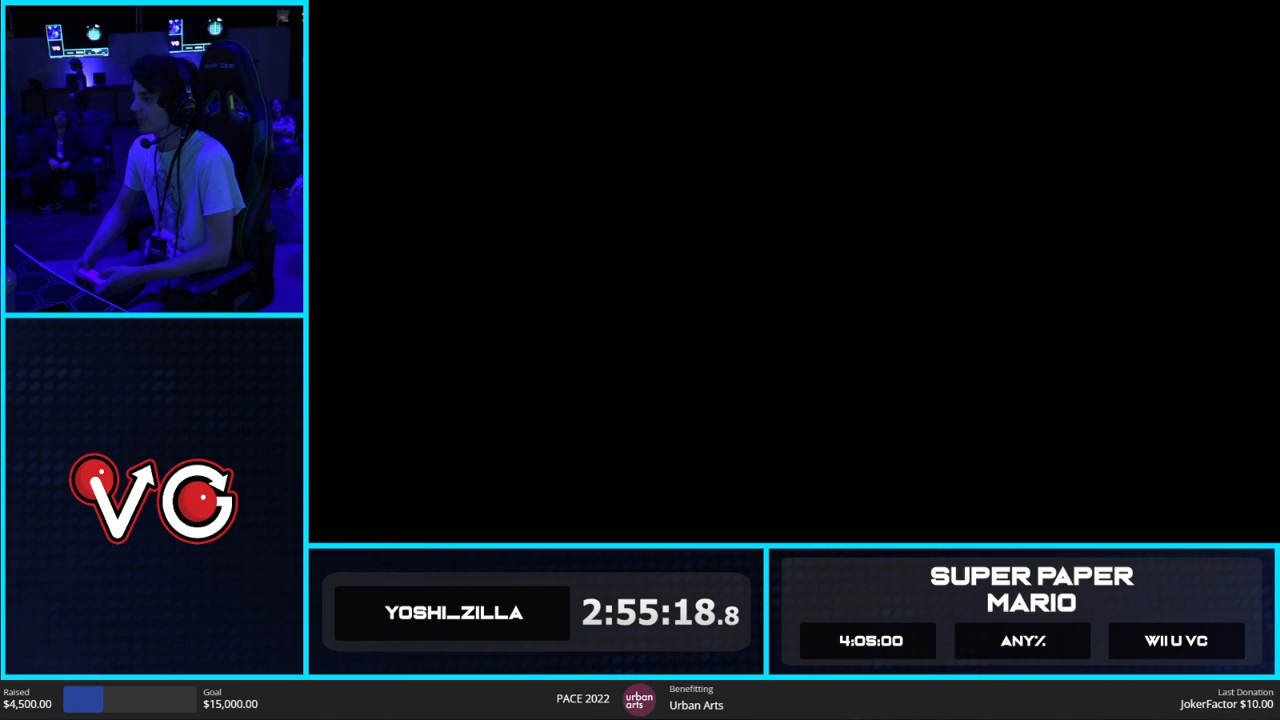 VG
YOSHI_ZILLA
2:55:18.8
SUPER PAPER
MARIO
4:05:00
ANY%
WII U VC
Raised
$4,500.00
Goal
$15,000.00
PACE 2022
urban
arts
Benefitting
Urban Arts
Last Donation
JokerFactor $10.00